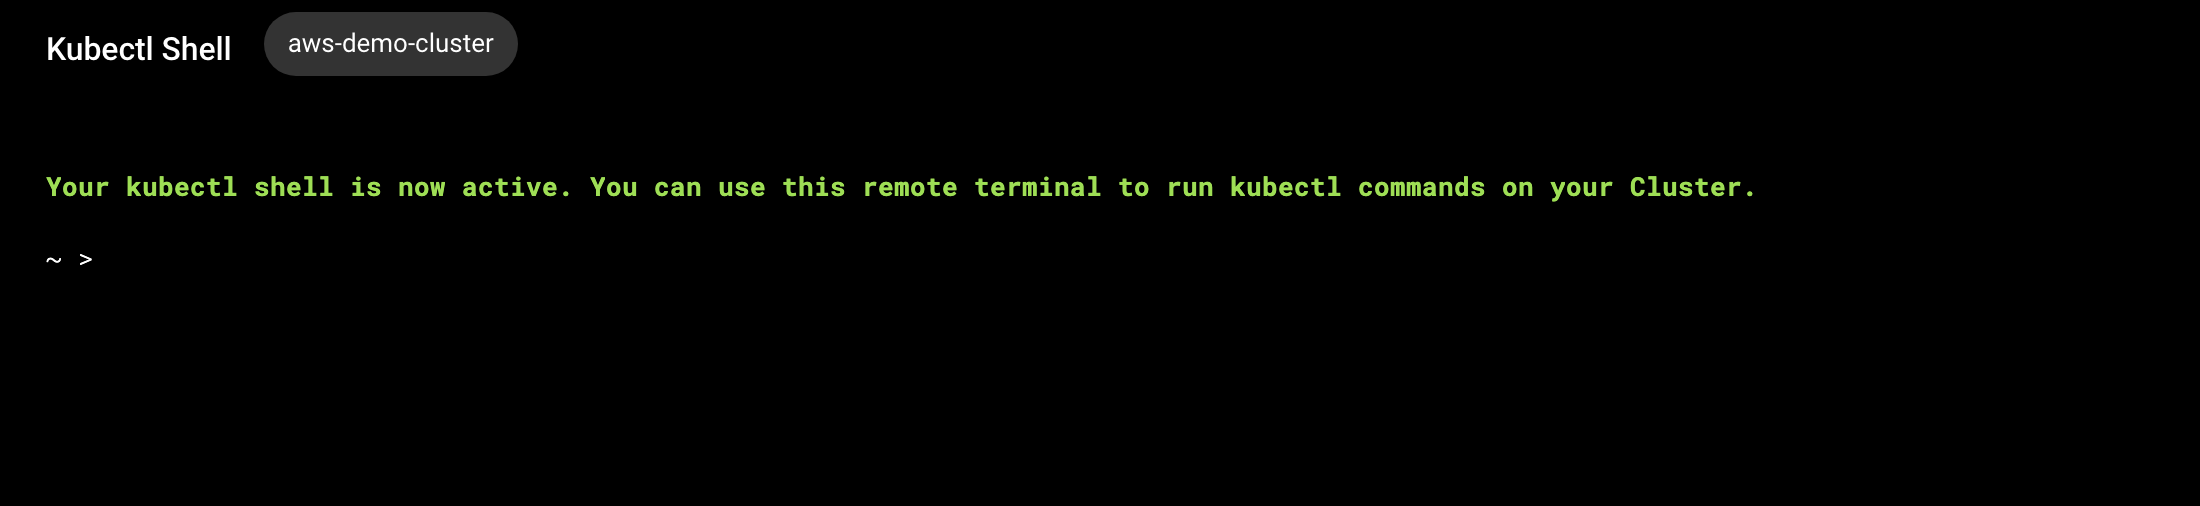 Kubectl Shell aws-demo-cluster
Your kubectl shell is now active. You can use this remote terminal to run kubectl commands on your Cluster.
~ >